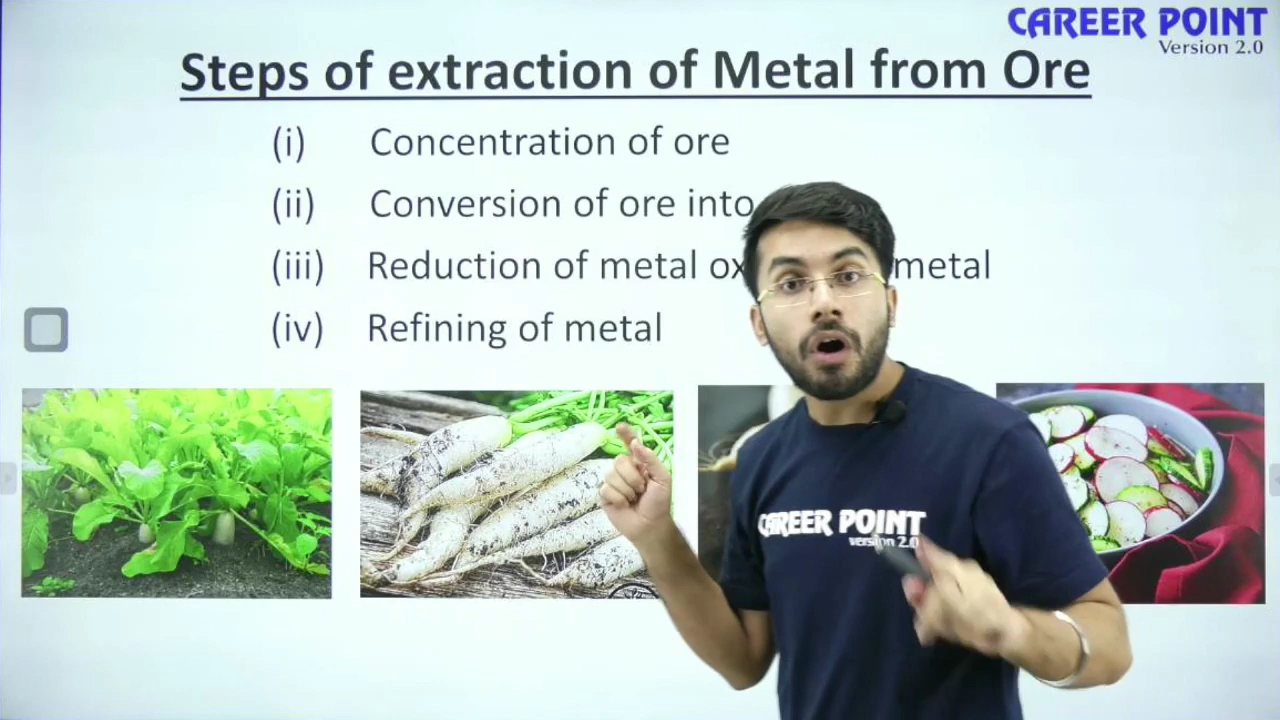 CAREER POINT
Version 2.0
Steps of extraction of Metal from Ore
(i) Concentration of ore
(ii) Conversion of ore into
(iii) Reduction of metal ox metal
(iv) Refining of metal
CAREER POINT
version 2.0